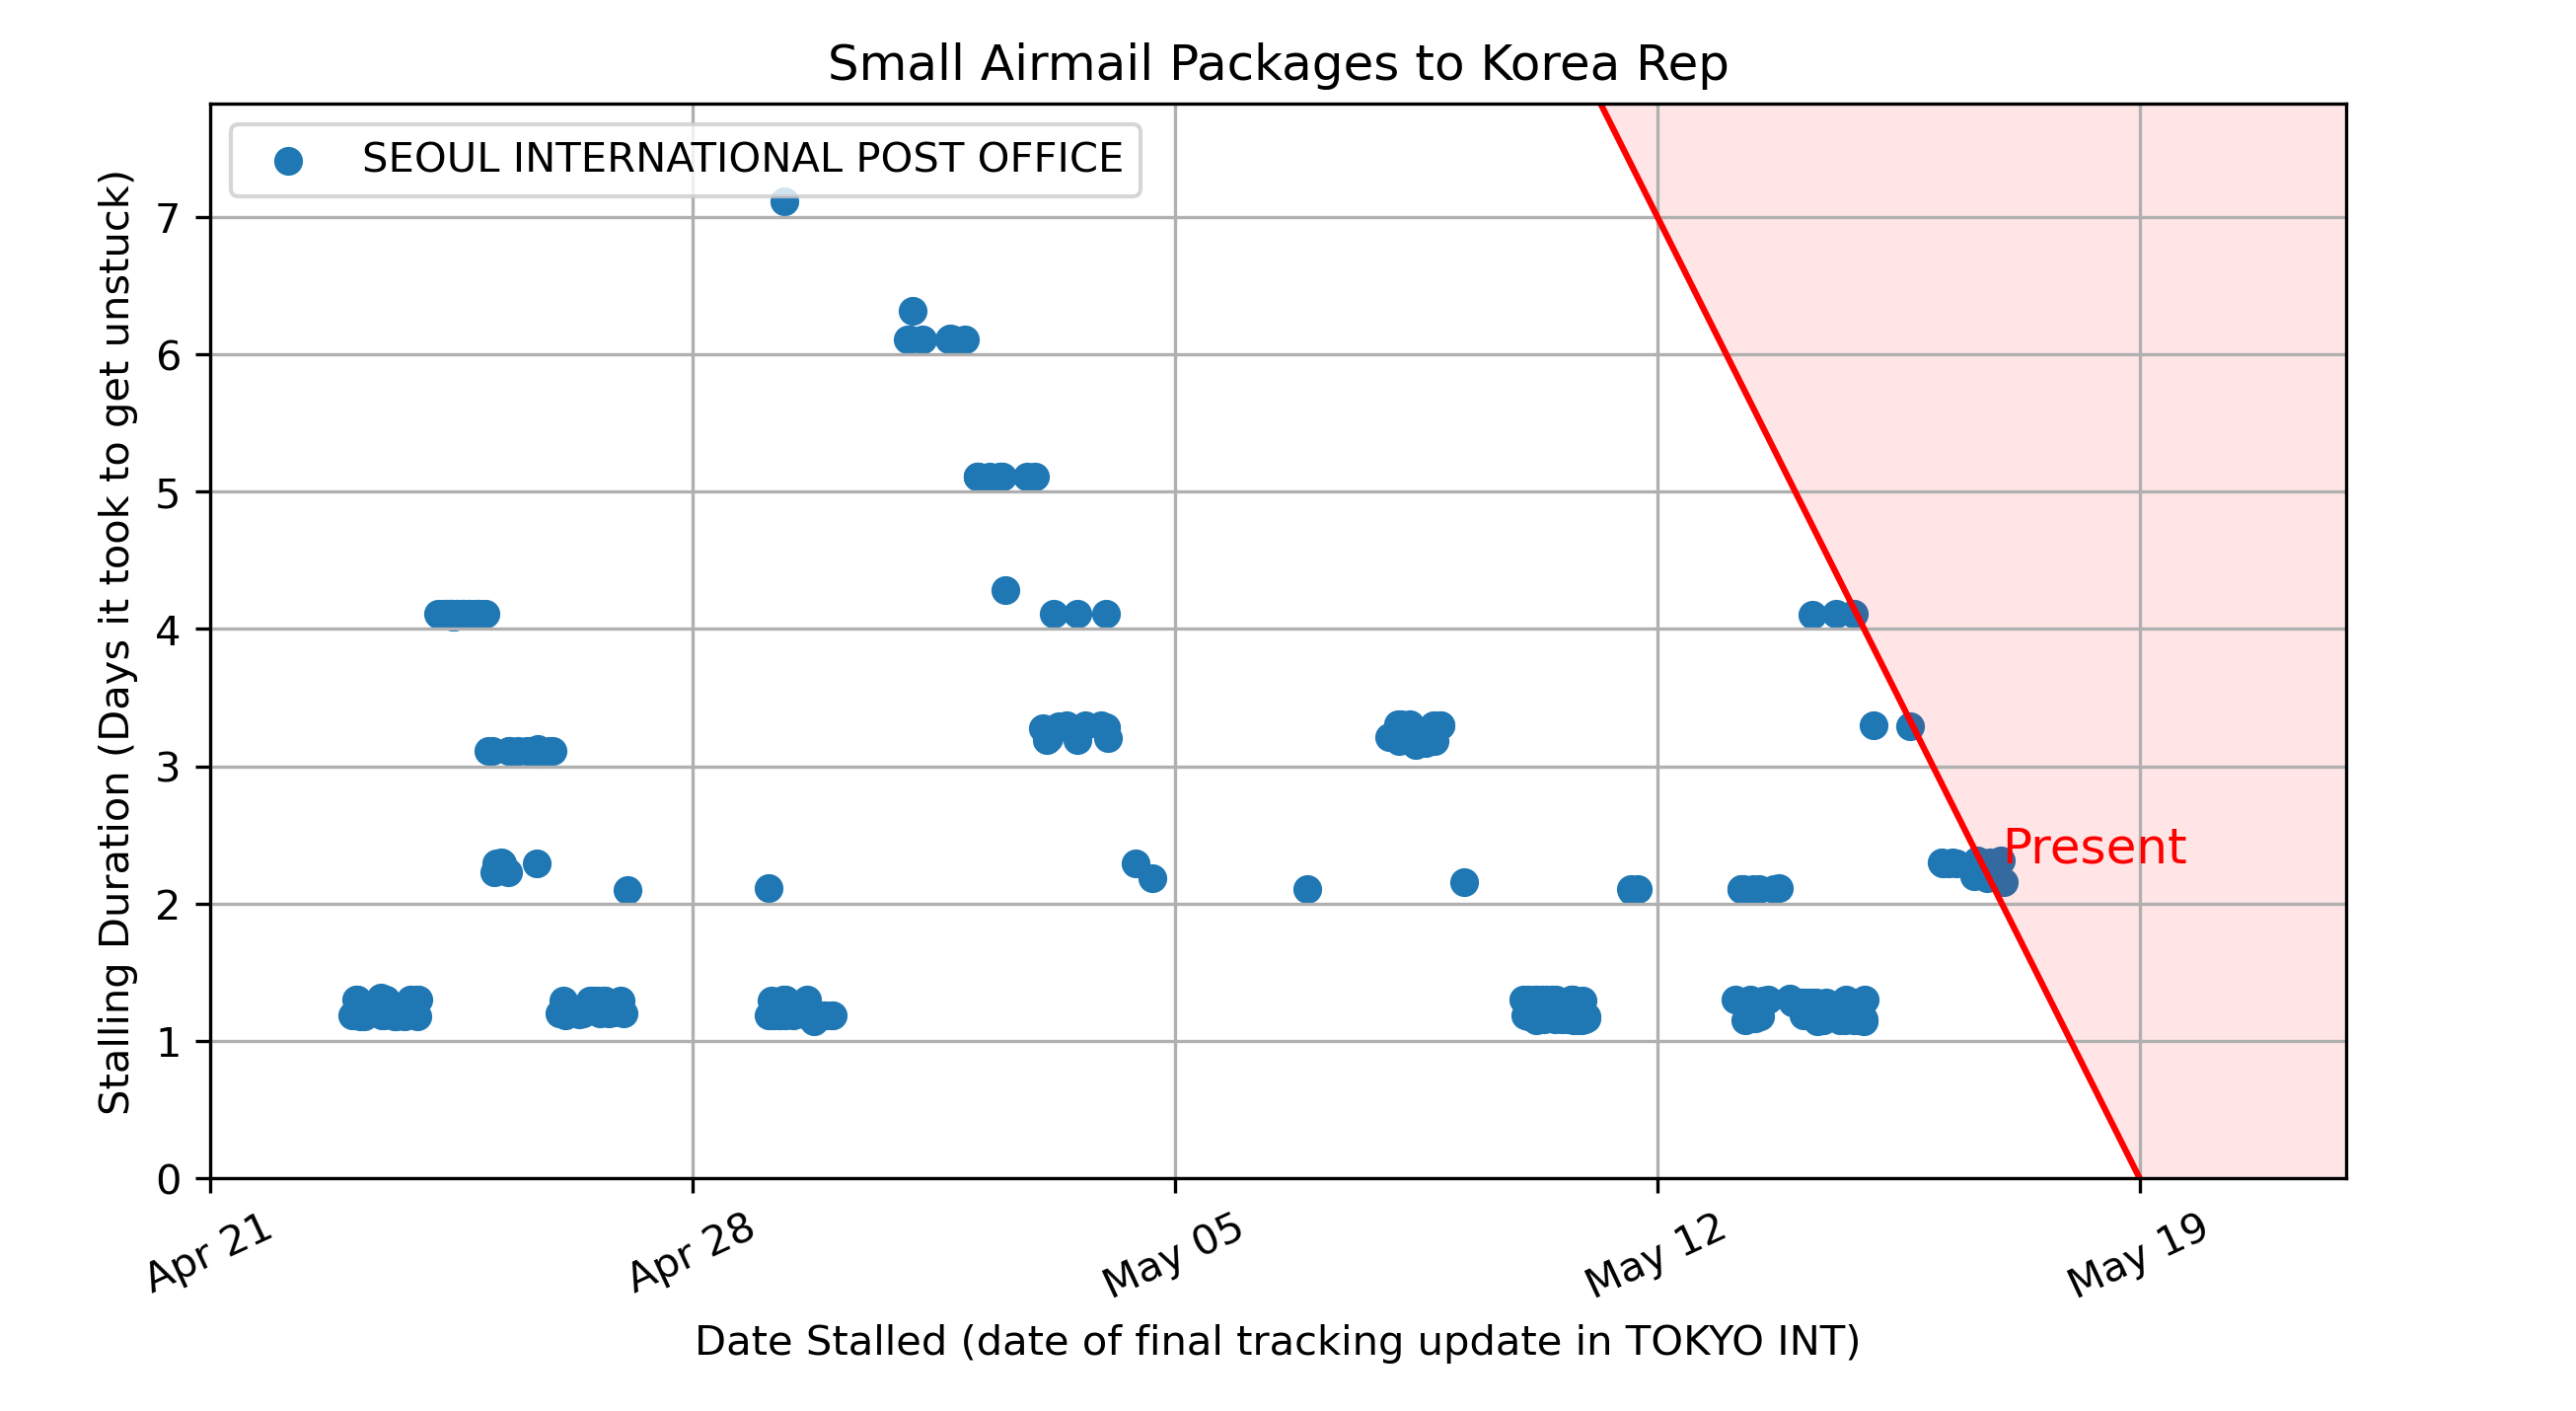 Small Airmail Packages to Korea Rep
SEOUL INTERNATIONAL POST OFFICE
Stalling Duration (Days it took to get unstuck)
7
6
5
4
3
2
1
0
Present
Apr 21
Apr 28
May 05
May 12
May 19
Date Stalled (date of final tracking update in TOKYO INT)